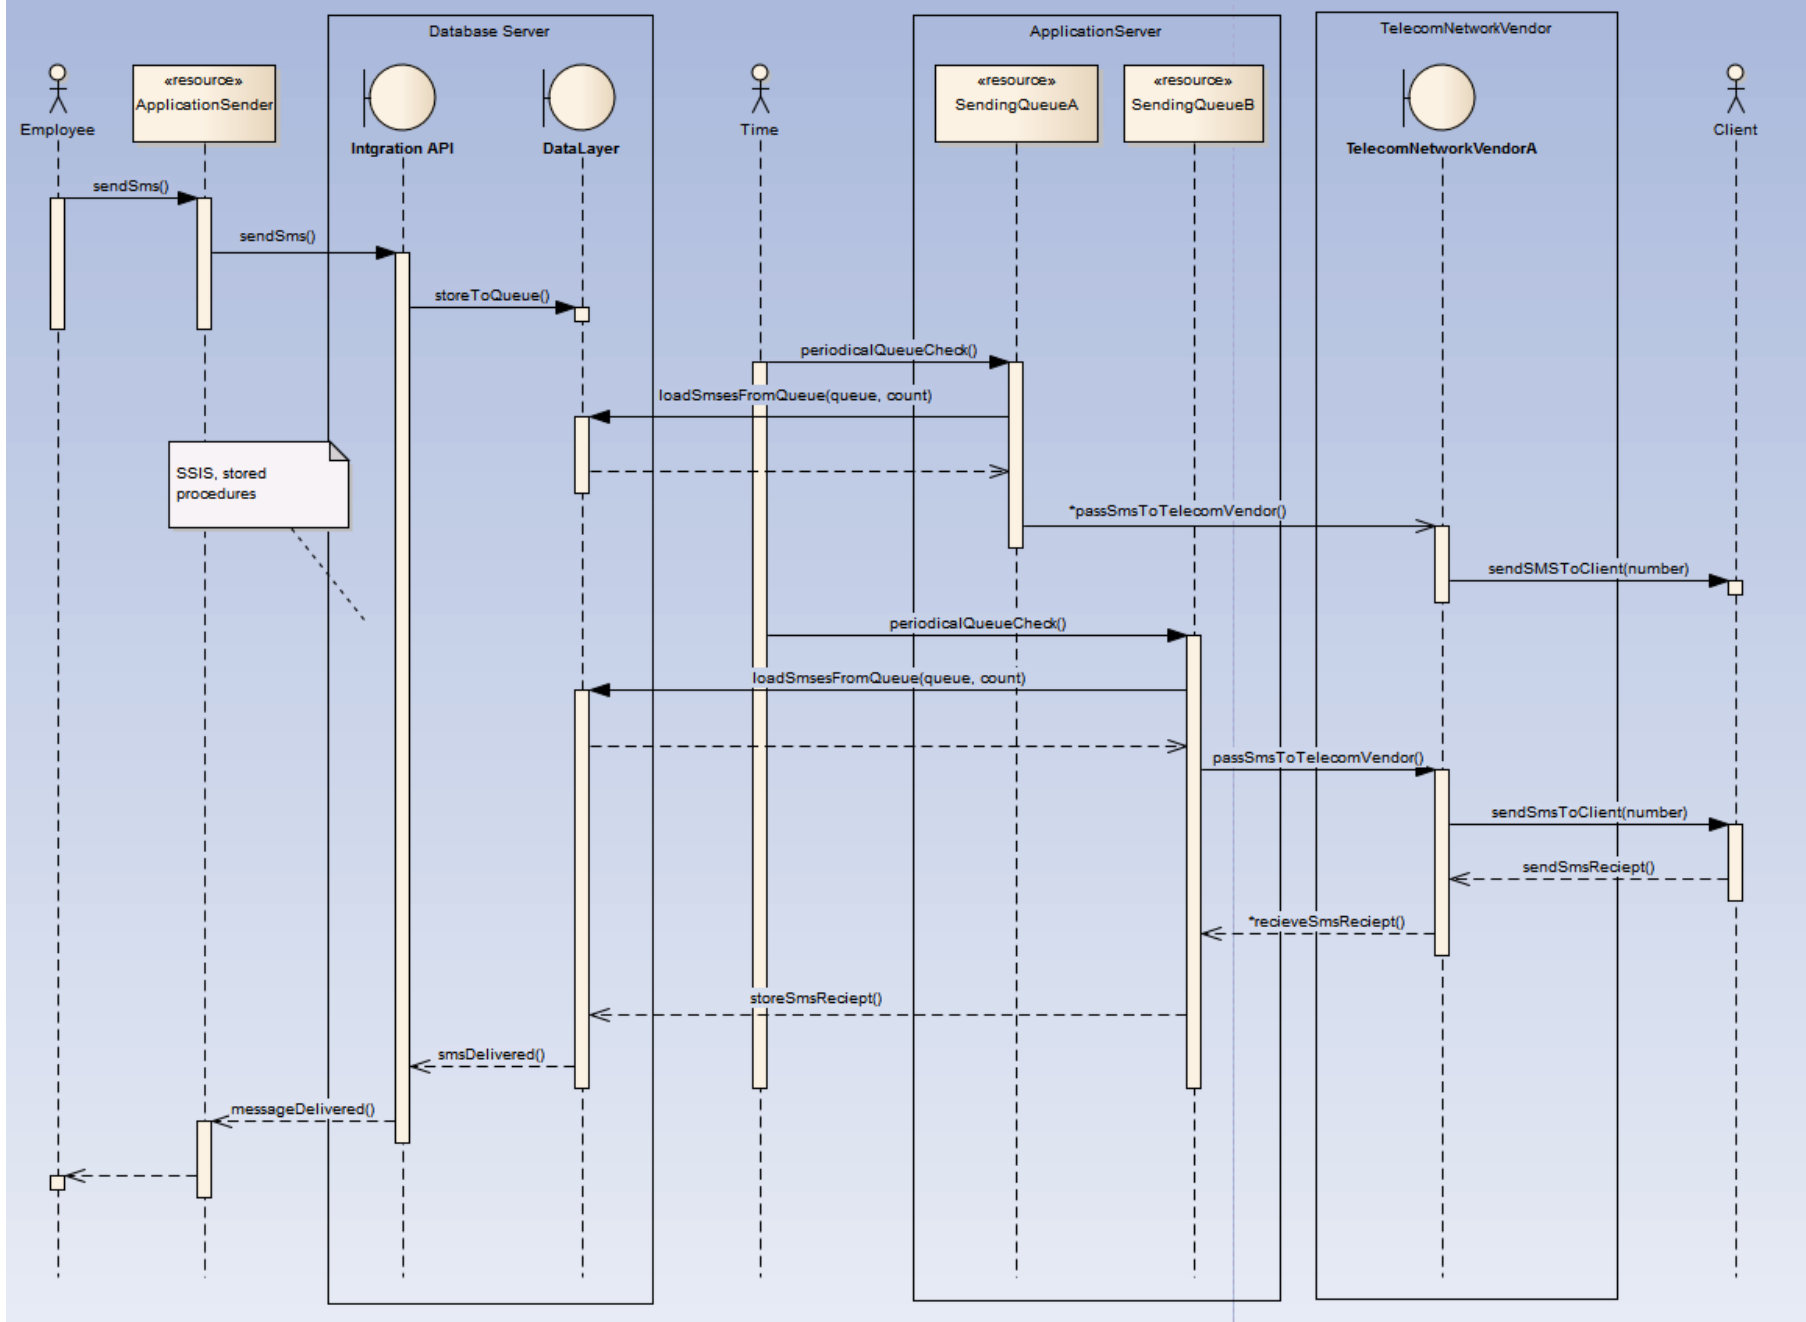 Database Server
ApplicationServer
TelecomNetworkVendor
Employee
«resource»
ApplicationSender
Intgration API
DataLayer
Time
«resource»
SendingQueueA
«resource»
SendingQueueB
TelecomNetworkVendorA
Client
sendSms()
sendSms()
storeToQueue()
periodicalQueueCheck()
loadSmsesFromQueue(queue, count)
SSIS, stored
procedures
*passSmsToTelecomVendor()
sendSMSToClient(number)
periodicalQueueCheck()
loadSmsesFromQueue(queue, count)
passSmsToTelecomVendor()
sendSmsToClient(number)
sendSmsReciept()
*recieveSmsReciept()
storeSmsReciept()
smsDelivered()
messageDelivered()